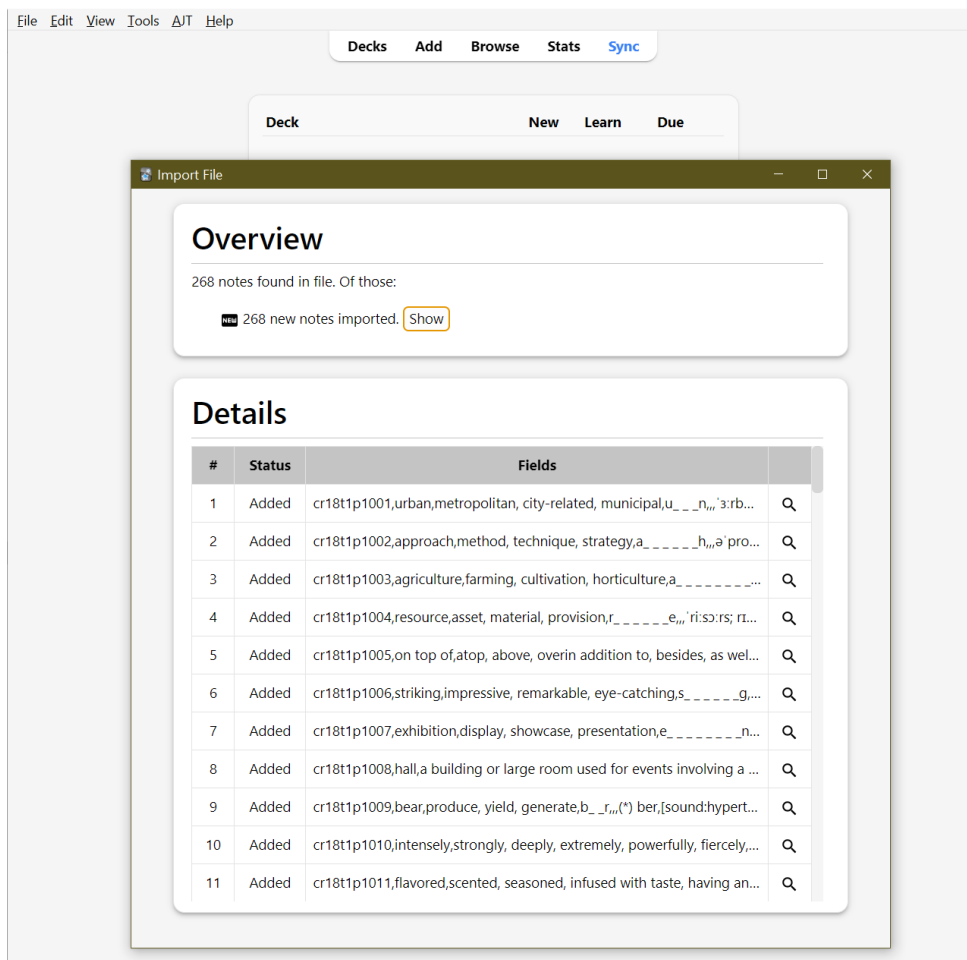 File Edit View Tools AJT Help
Decks Add Browse Stats Sync
Deck New Learn Due
Import File
Overview
268 notes found in file. Of those:
NEW 268 new notes imported. Show
Details
# Status Fields
1 Added cr18t1p1001,urban,metropolitan, city-related, municipal,u_ _ _n,,,ˈɜːrb...
2 Added cr18t1p1002,approach,method, technique, strategy,a_ _ _ _ _ _h,,,əˈpro...
3 Added cr18t1p1003,agriculture,farming, cultivation, horticulture,a_ _ _ _ _ _ _ _...
4 Added cr18t1p1004,resource,asset, material, provision,r_ _ _ _ _ _e,,,ˈriːsɔːrs; rɪ...
5 Added cr18t1p1005,on top of,atop, above, overin addition to, besides, as wel...
6 Added cr18t1p1006,striking,impressive, remarkable, eye-catching,s_ _ _ _ _ _g,...
7 Added cr18t1p1007,exhibition,display, showcase, presentation,e_ _ _ _ _ _ _ _n...
8 Added cr18t1p1008,hall,a building or large room used for events involving a ...
9 Added cr18t1p1009,bear,produce, yield, generate,b_ _r,,,(*) ber,[sound:hypert...
10 Added cr18t1p1010,intensely,strongly, deeply, extremely, powerfully, fiercely,...
11 Added cr18t1p1011,flavored,scented, seasoned, infused with taste, having an...